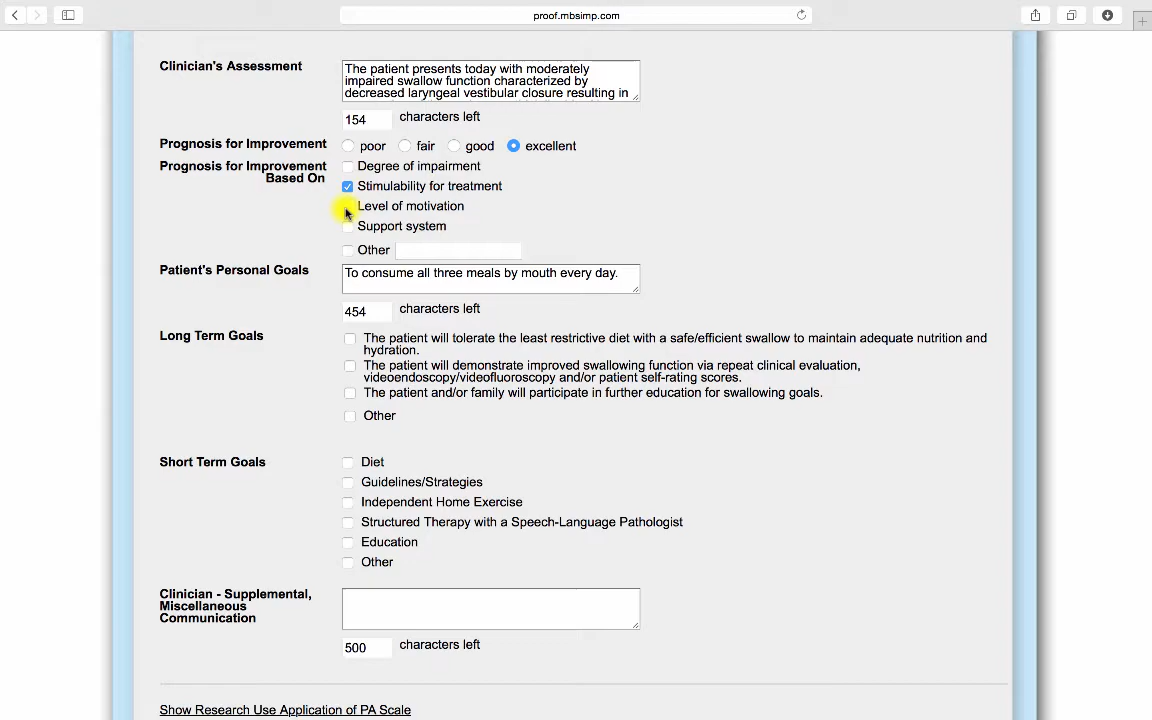 proof.mbsimp.com
Clinician's Assessment
The patient presents today with moderately
impaired swallow function characterized by
decreased laryngeal vestibular closure resulting in
154 characters left
Prognosis for Improvement
poor fair good excellent
Prognosis for Improvement
Based On
Degree of impairment
Stimulability for treatment
Level of motivation
Support system
Other
Patient's Personal Goals
To consume all three meals by mouth every day.
454 characters left
Long Term Goals
The patient will tolerate the least restrictive diet with a safe/efficient swallow to maintain adequate nutrition and
hydration.
The patient will demonstrate improved swallowing function via repeat clinical evaluation,
videoendoscopy/videofluoroscopy and/or patient self-rating scores.
The patient and/or family will participate in further education for swallowing goals.
Other
Short Term Goals
Diet
Guidelines/Strategies
Independent Home Exercise
Structured Therapy with a Speech-Language Pathologist
Education
Other
Clinician - Supplemental,
Miscellaneous
Communication
500 characters left
Show Research Use Application of PA Scale